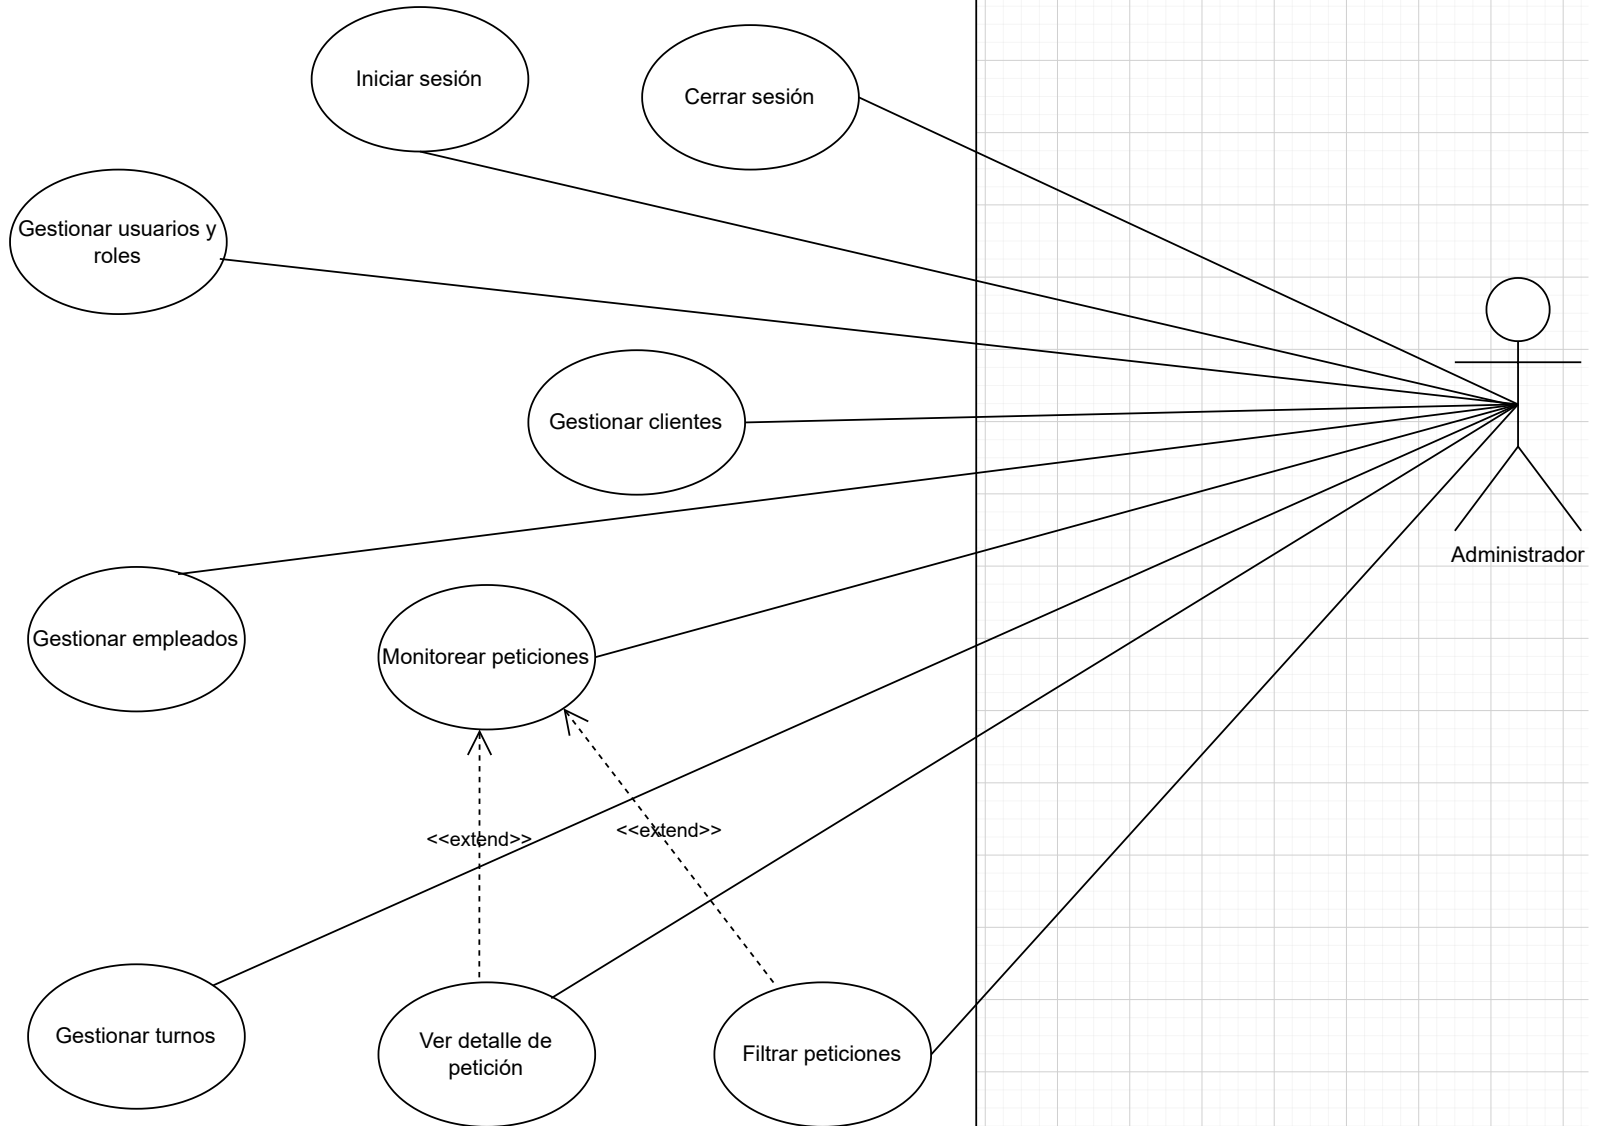 Iniciar sesión
Cerrar sesión
Gestionar usuarios y
roles
Gestionar clientes
Administrador
Gestionar empleados
Monitorear peticiones
<<extend>>
<<extend>>
Gestionar turnos
Ver detalle de
petición
Filtrar peticiones